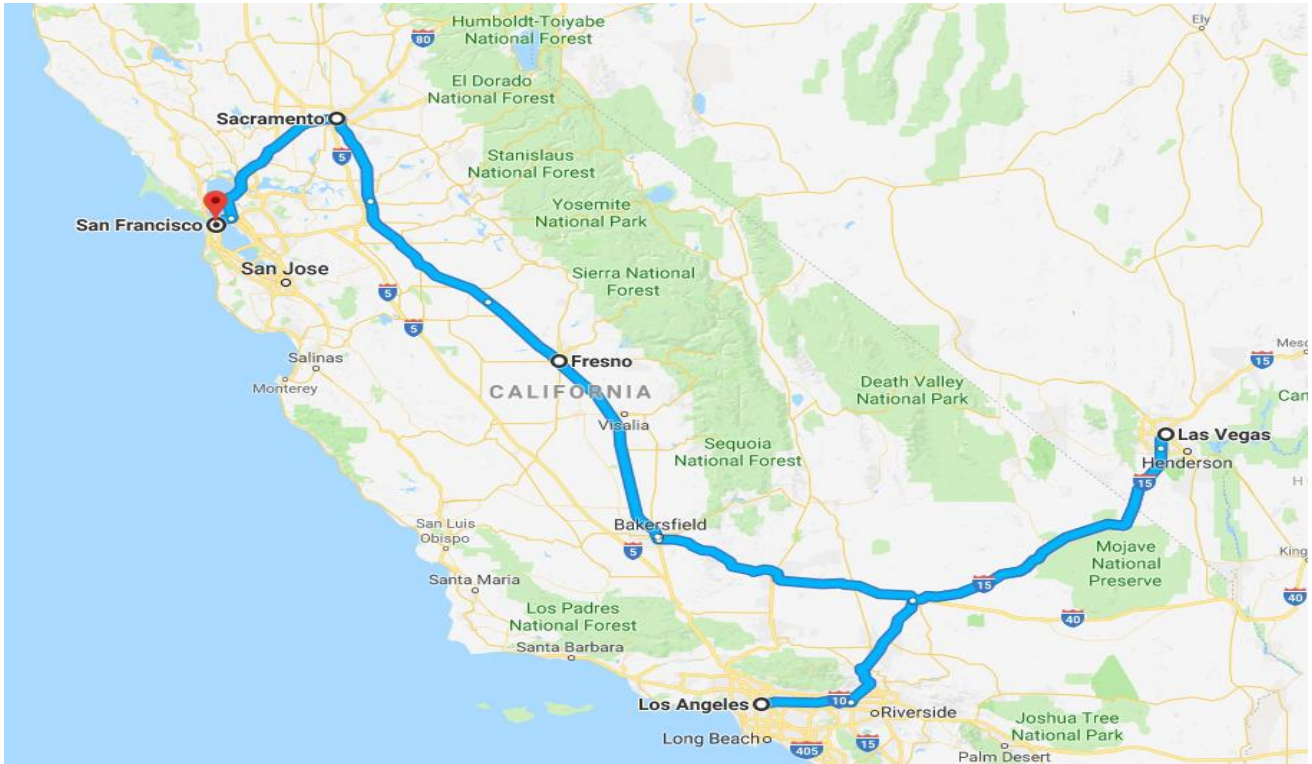 Humboldt-Toiyabe
National Forest
Ely
80
El Dorado
National Forest
Sacramento
5
Stanislaus
National Forest
Yosemite
National Park
San Francisco
San Jose
Sierra National
Forest
5
5
Salinas
Monterey
Fresno
CALIFORNIA
Visalia
Death Valley
National Park
15
Mesc
Can
Las Vegas
Henderson
H
Sequoia
National Forest
15
San Luis
Obispo
Bakersfield
5
Mojave
National
Preserve
King
Santa Maria
15
40
40
Los Padres
National Forest
Santa Barbara
Los Angeles
10
Riverside
Long Beach
405
15
Joshua Tree
National Park
Palm Desert